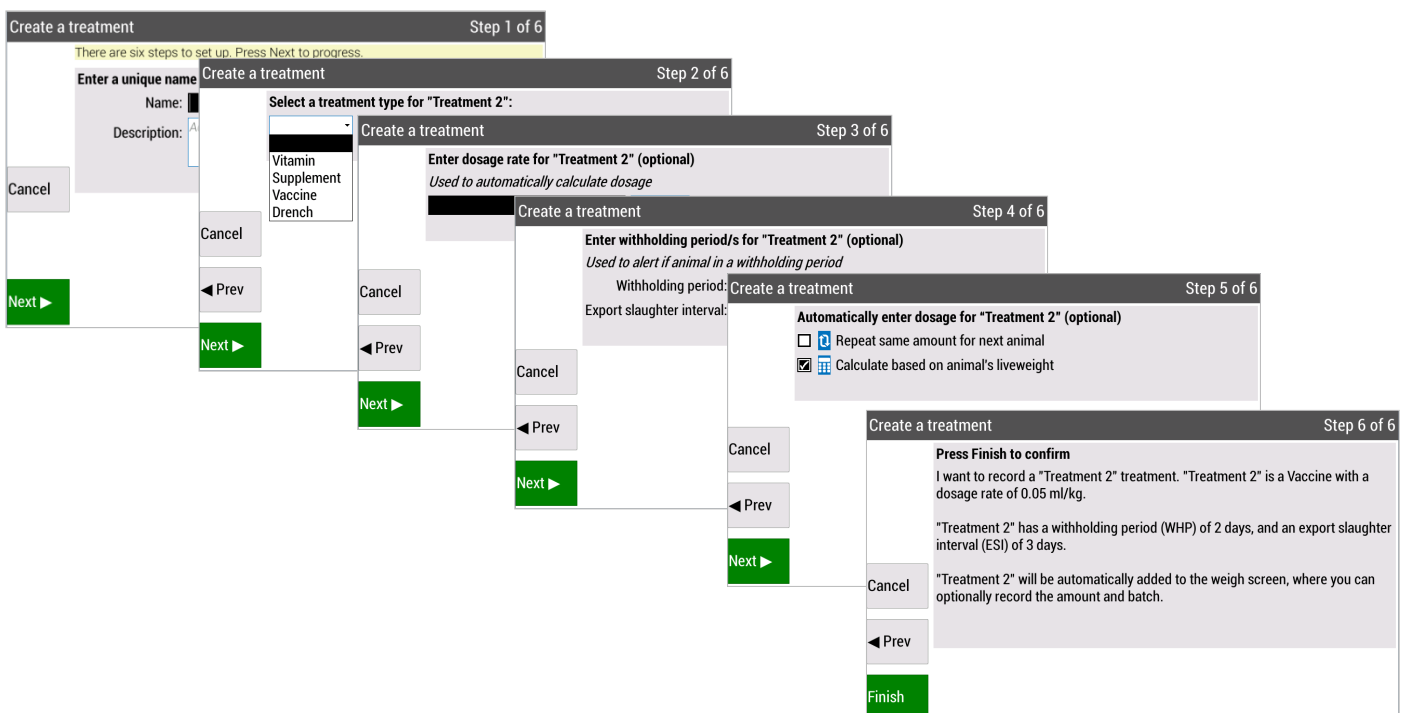 Create a treatment Step 1 of 6
There are six steps to set up. Press Next to progress.
Enter a unique name
Name:
Description:
Cancel
Next ▶
Create a treatment Step 2 of 6
Select a treatment type for "Treatment 2":
Vitamin
Supplement
Vaccine
Drench
Cancel
◀ Prev
Next ▶
Create a treatment Step 3 of 6
Enter dosage rate for "Treatment 2" (optional)
Used to automatically calculate dosage
Cancel
◀ Prev
Next ▶
Create a treatment Step 4 of 6
Enter withholding period/s for "Treatment 2" (optional)
Used to alert if animal in a withholding period
Withholding period:
Export slaughter interval:
Cancel
◀ Prev
Next ▶
Create a treatment Step 5 of 6
Automatically enter dosage for "Treatment 2" (optional)
Repeat same amount for next animal
Calculate based on animal's liveweight
Cancel
◀ Prev
Next ▶
Create a treatment Step 6 of 6
Press Finish to confirm
I want to record a "Treatment 2" treatment. "Treatment 2" is a Vaccine with a
dosage rate of 0.05 ml/kg.
"Treatment 2" has a withholding period (WHP) of 2 days, and an export slaughter
interval (ESI) of 3 days.
"Treatment 2" will be automatically added to the weigh screen, where you can
optionally record the amount and batch.
Cancel
◀ Prev
Finish